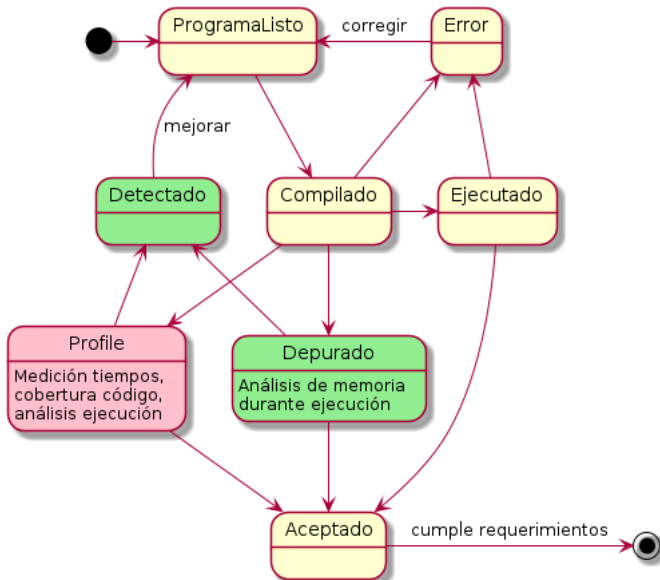 ProgramaListo
corregir
Error
mejorar
Detectado
Compilado
Ejecutado
Profile
Medición tiempos,
cobertura código,
análisis ejecución
Depurado
Análisis de memoria
durante ejecución
Aceptado
cumple requerimientos